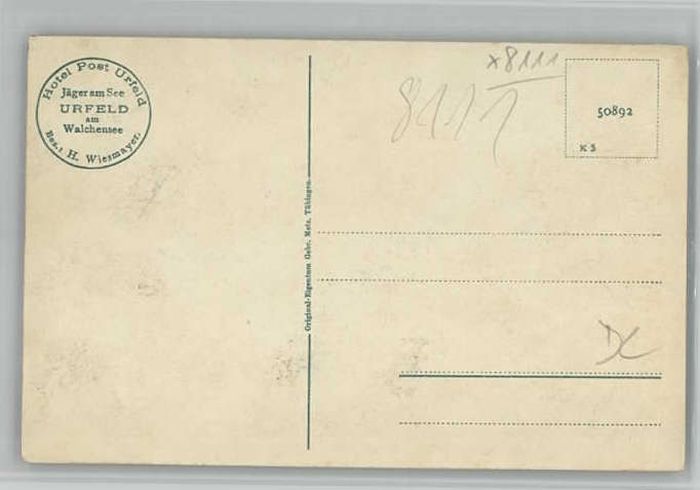 Hotel Post Urfeld
Jäger am See
URFELD
am
Walchensee
Bes.: H. Wiesmayer.
x8111
8111
50892
K S
Original-Eigentum Gebr. Metz, Tübingen.
DC